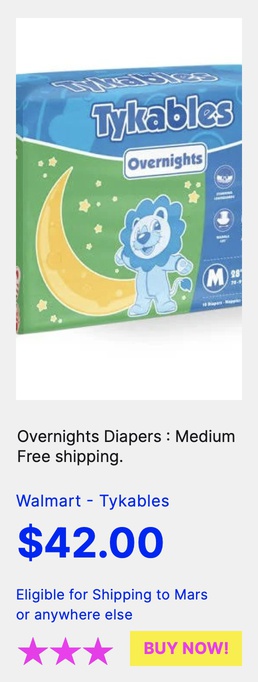 Tykables
Tykables
Overnights
M
Overnights Diapers : Medium
Free shipping.
Walmart - Tykables
$42.00
Eligible for Shipping to Mars
or anywhere else
BUY NOW!